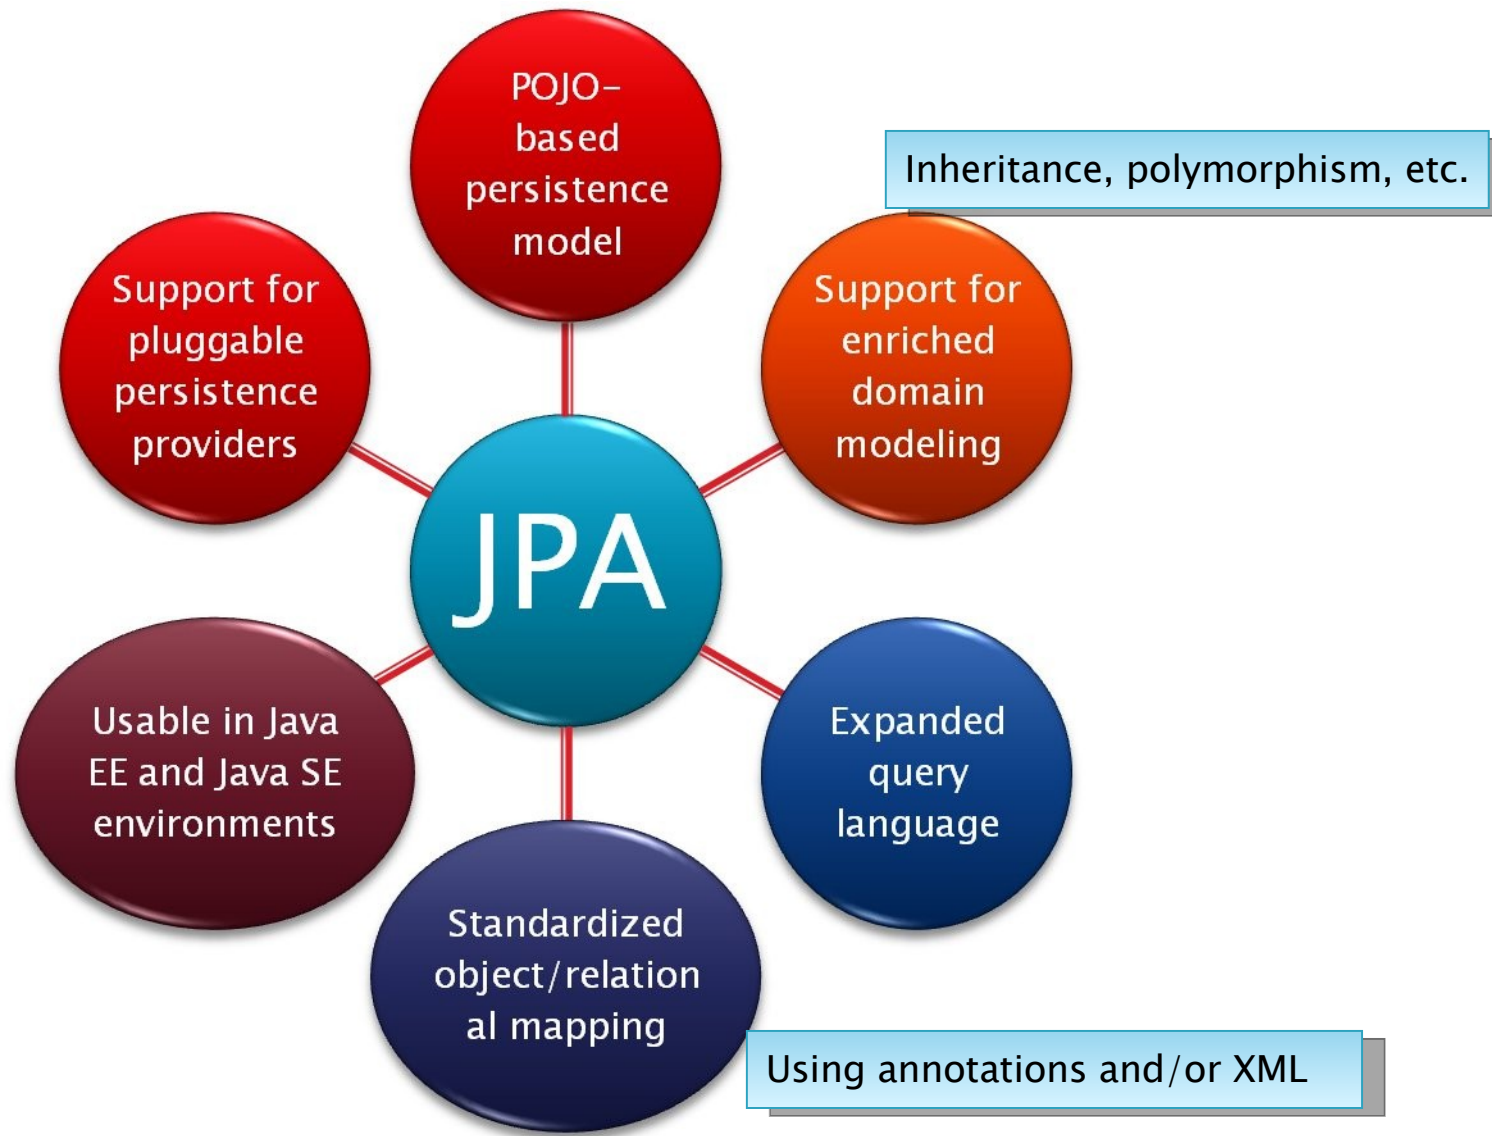 POJO-
based
persistence
model
Inheritance, polymorphism, etc.
Support for
pluggable
persistence
providers
Support for
enriched
domain
modeling
JPA
Usable in Java
EE and Java SE
environments
Expanded
query
language
Standardized
object/relation
al mapping
Using annotations and/or XML